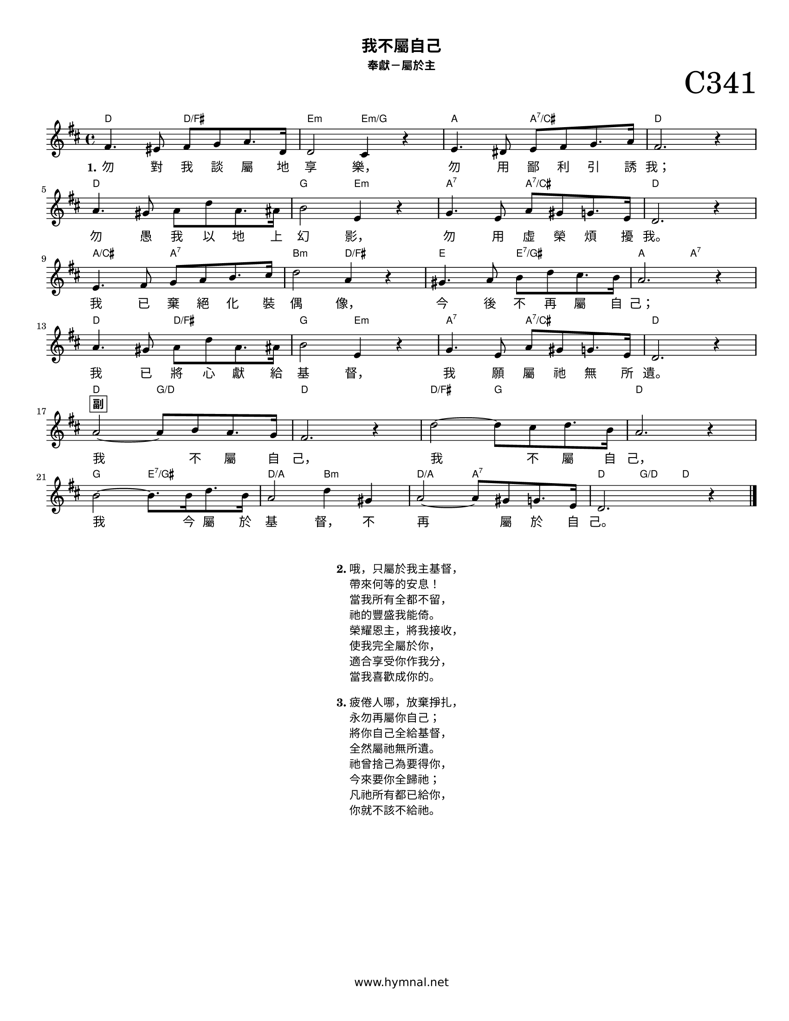 我不屬自己
奉獻－屬於主
C341
D D/F♯ Em Em/G A A7/C♯ D
1. 勿 對 我 談 屬 地 享 樂， 勿 用 鄙 利 引 誘 我；
5 D G Em A7 A7/C♯ D
勿 愚 我 以 地 上 幻 影， 勿 用 虛 榮 煩 擾 我。
9 A/C♯ A7 Bm D/F♯ E E7/G♯ A A7
我 已 棄 絕 化 裝 偶 像， 今 後 不 再 屬 自 己；
13 D D/F♯ G Em A7 A7/C♯ D
我 已 將 心 獻 給 基 督， 我 願 屬 祂 無 所 遺。
D G/D D D/F♯ G D
副
17
我 不 屬 自 己， 我 不 屬 自 己，
21 G E7/G♯ D/A Bm D/A A7 D G/D D
我 今 屬 於 基 督， 不 再 屬 於 自 己。
2. 哦，只屬於我主基督，
帶來何等的安息！
當我所有全都不留，
祂的豐盛我能倚。
榮耀恩主，將我接收，
使我完全屬於你，
適合享受你作我分，
當我喜歡成你的。
3. 疲倦人哪，放棄掙扎，
永勿再屬你自己；
將你自己全給基督，
全然屬祂無所遺。
祂曾捨己為要得你，
今來要你全歸祂；
凡祂所有都已給你，
你就不該不給祂。
www.hymnal.net